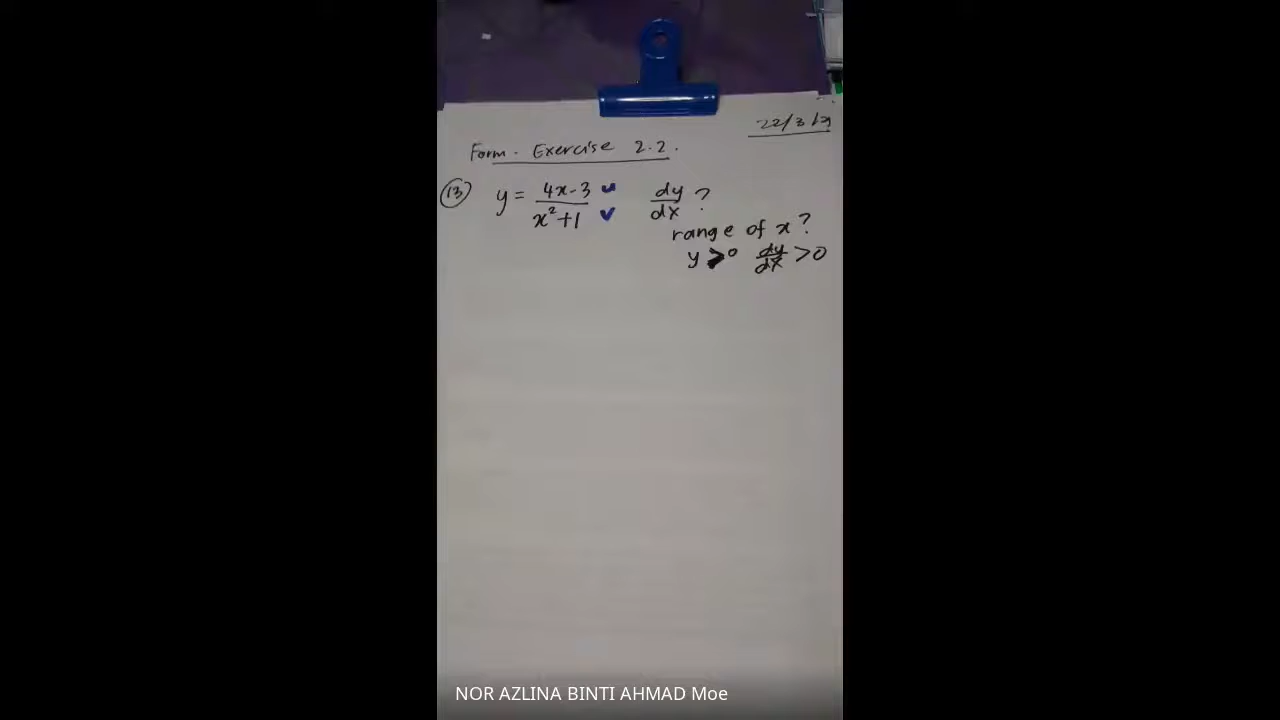 22/3/21
Form. Exercise 2.2.
(13) y = 4x-3 / x²+1 u v dy/dx ?
range of x?
y > 0 dy/dx > 0
NOR AZLINA BINTI AHMAD Moe